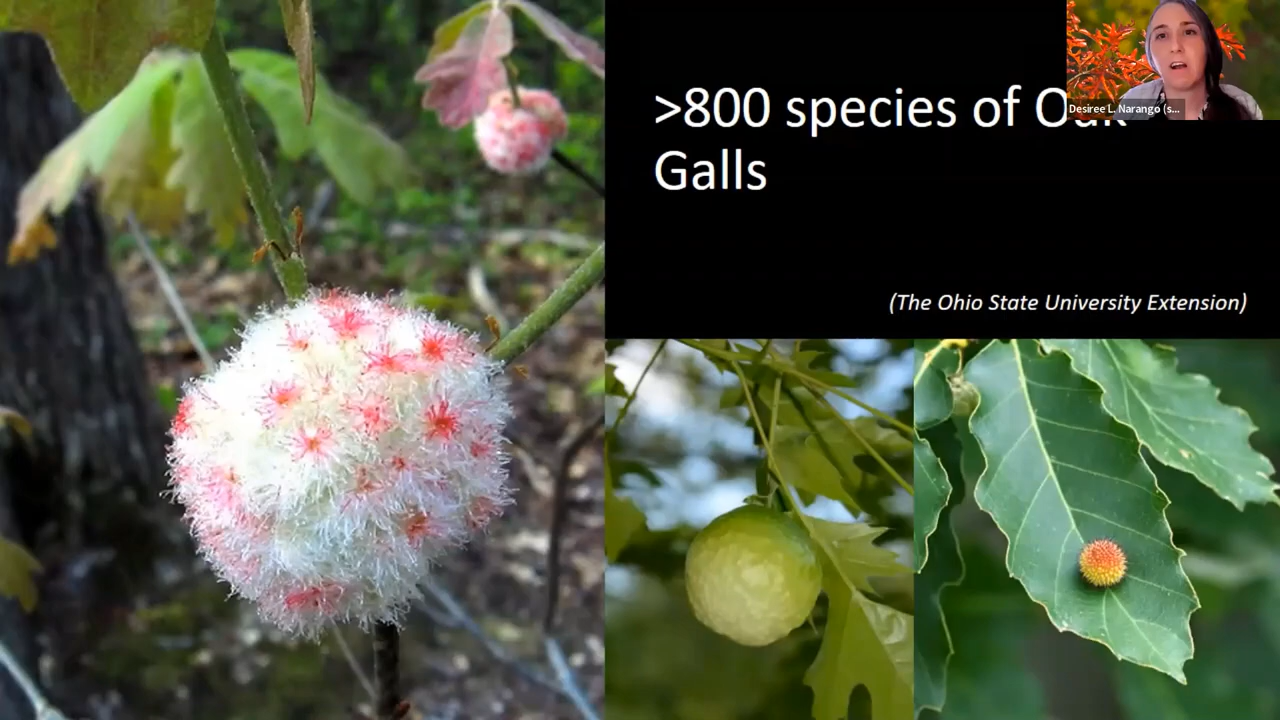 >800 species of Oak
Galls
(The Ohio State University Extension)
Desiree L. Narango (s...